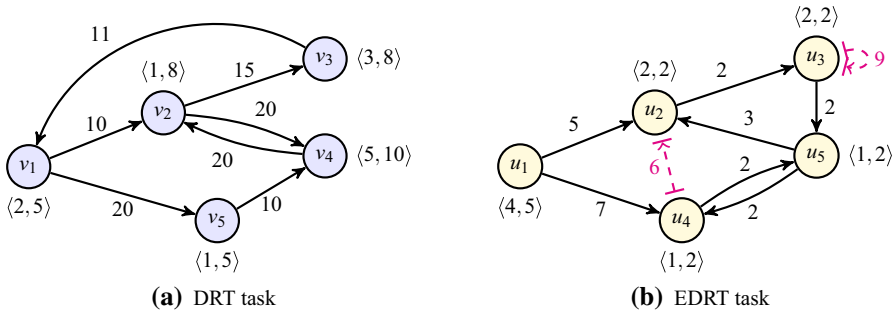 11
⟨2, 2⟩
v3 ⟨3, 8⟩
u3 9
⟨1, 8⟩ 15
⟨2, 2⟩ 2
v2 20
u2 2
10 20
5 3
v1 v4 ⟨5, 10⟩
u1 6 2 u5 ⟨1, 2⟩
⟨2, 5⟩ 20 10
⟨4, 5⟩ 7 2
v5
u4
⟨1, 5⟩
⟨1, 2⟩
(a) DRT task
(b) EDRT task